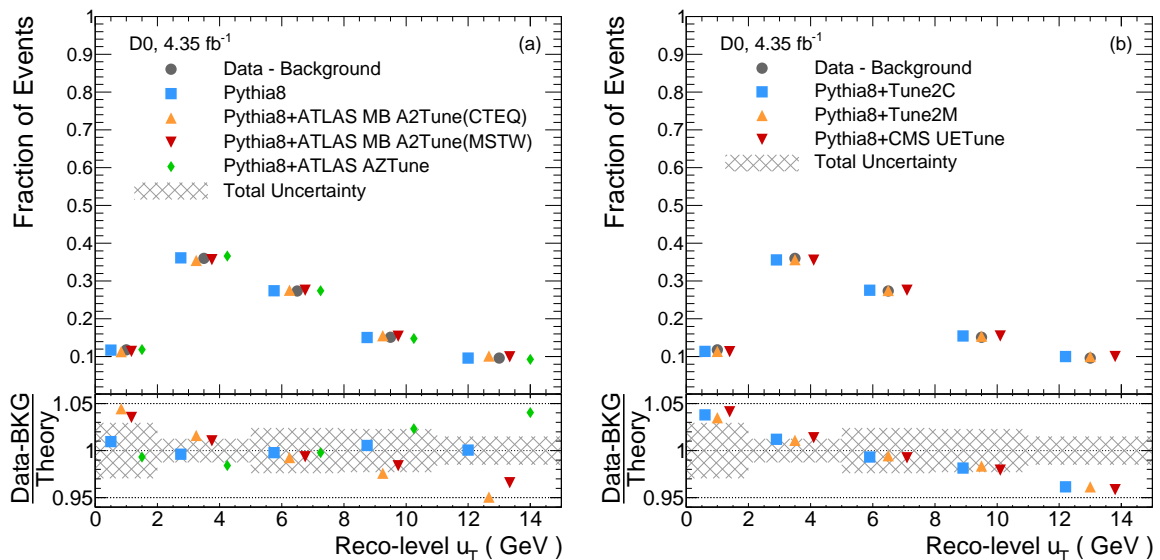 Fraction of Events
1
0.9
0.8
0.7
0.6
0.5
0.4
0.3
0.2
0.1
D0, 4.35 fb⁻¹
(a)
Data - Background
Pythia8
Pythia8+ATLAS MB A2Tune(CTEQ)
Pythia8+ATLAS MB A2Tune(MSTW)
Pythia8+ATLAS AZTune
Total Uncertainty
Data-BKG
Theory
1.05
1
0.95
0 2 4 6 8 10 12 14
Reco-level u_T ( GeV )
Fraction of Events
1
0.9
0.8
0.7
0.6
0.5
0.4
0.3
0.2
0.1
D0, 4.35 fb⁻¹
(b)
Data - Background
Pythia8+Tune2C
Pythia8+Tune2M
Pythia8+CMS UETune
Total Uncertainty
Data-BKG
Theory
1.05
1
0.95
0 2 4 6 8 10 12 14
Reco-level u_T ( GeV )